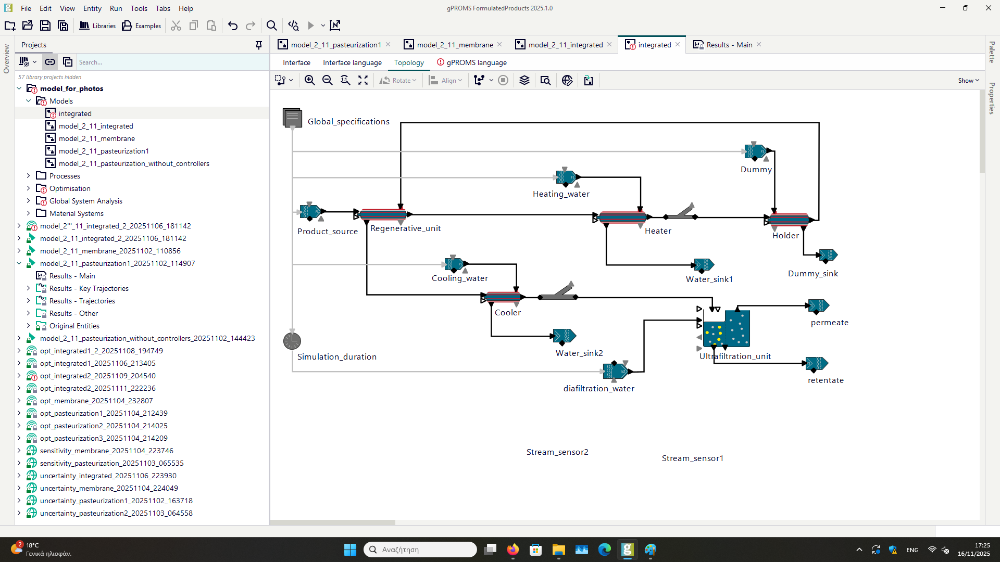 File Edit View Entity Run Tools Tabs Help
gPROMS FormulatedProducts 2025.1.0
Libraries Examples
Overview
Projects
Search...
57 library projects hidden
model_for_photos
Models
integrated
model_2_11_integrated
model_2_11_membrane
model_2_11_pasteurization1
model_2_11_pasteurization_without_controllers
Processes
Optimisation
Global System Analysis
Material Systems
model_2'''_11_integrated_2_20251106_181142
model_2_11_integrated_2_20251106_181142
model_2_11_membrane_20251102_110856
model_2_11_pasteurization1_20251102_114907
Results - Main
Results - Key Trajectories
Results - Trajectories
Results - Other
Original Entities
model_2_11_pasteurization_without_controllers_20251102_144423
opt_integrated1_2_20251108_194749
opt_integrated1_20251106_213405
opt_integrated2_20251109_204540
opt_integrated2_20251111_222236
opt_membrane_20251104_232807
opt_pasteurization1_20251104_212439
opt_pasteurization2_20251104_214025
opt_pasteurization3_20251104_214209
sensitivity_membrane_20251104_223746
sensitivity_pasteurization_20251103_065535
uncertainty_integrated_20251106_223930
uncertainty_membrane_20251104_224049
uncertainty_pasteurization1_20251102_163718
uncertainty_pasteurization2_20251103_064558
model_2_11_pasteurization1 model_2_11_membrane model_2_11_integrated integrated Results - Main
Interface Interface language Topology gPROMS language
Rotate Align Show
Palette
Properties
Global_specifications
Dummy
Heating_water
Product_source
Regenerative_unit
Heater
Holder
Cooling_water
Water_sink1
Dummy_sink
Cooler
permeate
Water_sink2
Simulation_duration
Ultrafiltration_unit
diafiltration_water
retentate
Stream_sensor2
Stream_sensor1
2
18°C
Γενικά ηλιοφάν.
Αναζήτηση
ENG
17:25
16/11/2025